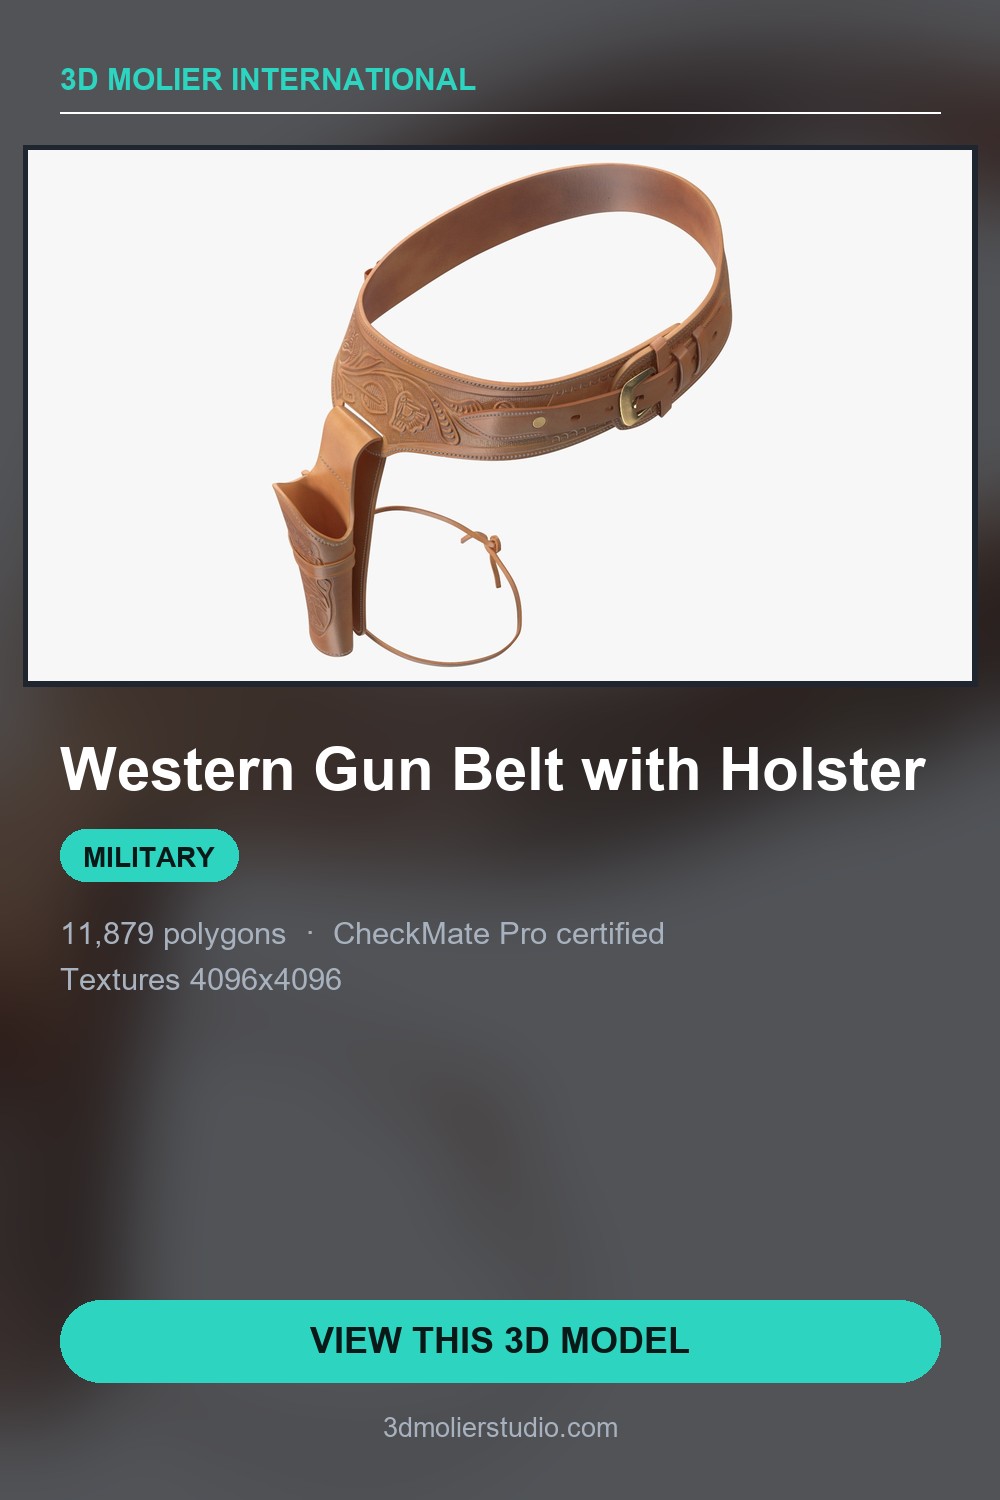 3D MOLIER INTERNATIONAL
Western Gun Belt with Holster
MILITARY
11,879 polygons · CheckMate Pro certified
Textures 4096x4096
VIEW THIS 3D MODEL
3dmolierstudio.com